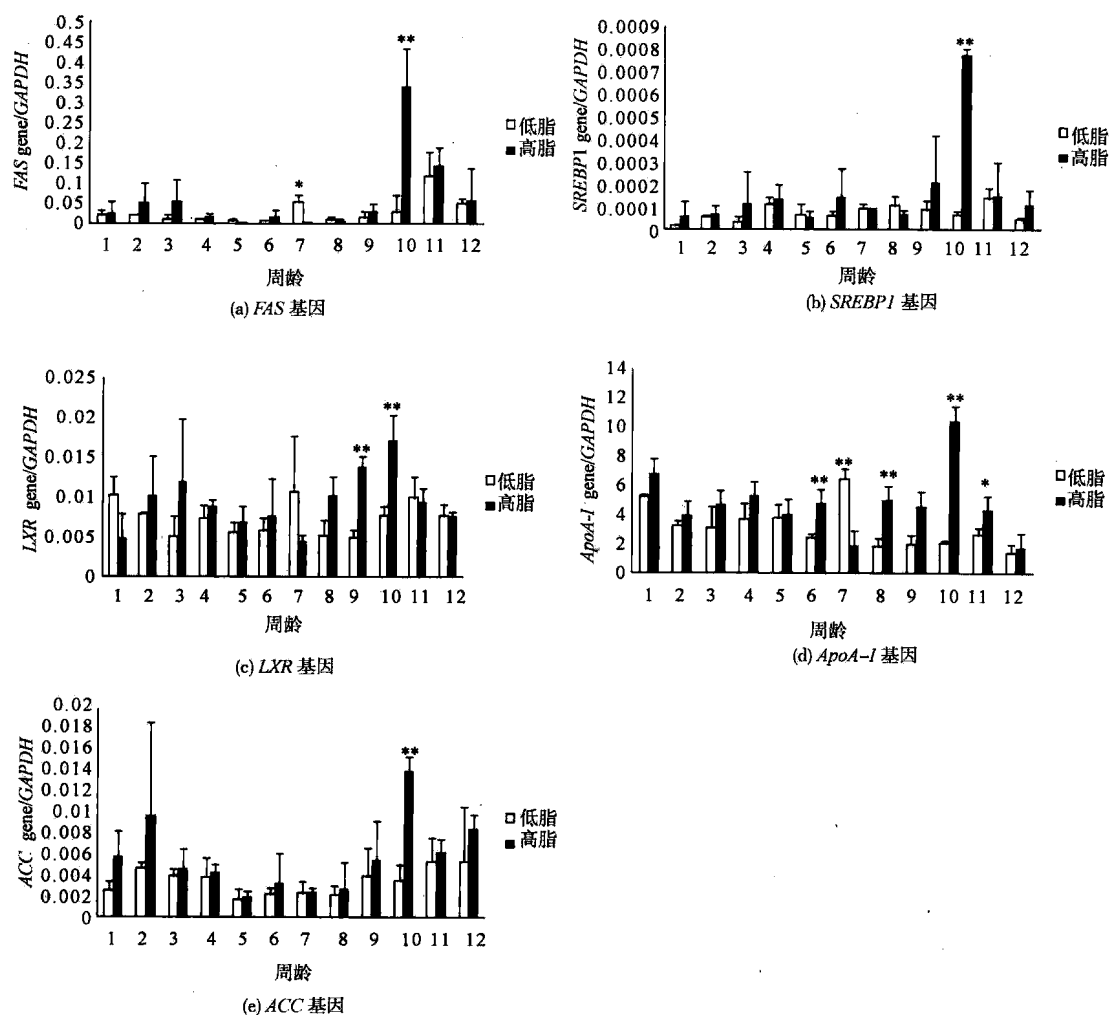 0.5
0.45
0.4
0.35
0.3
0.25
0.2
0.15
0.1
0.05
0
FAS gene/GAPDH
*
**
低脂
高脂
1 2 3 4 5 6 7 8 9 10 11 12
周龄
(a) FAS 基因
0.0009
0.0008
0.0007
0.0006
0.0005
0.0004
0.0003
0.0002
0.0001
0
SREBP1 gene/GAPDH
**
低脂
高脂
1 2 3 4 5 6 7 8 9 10 11 12
周龄
(b) SREBP1 基因
0.025
0.02
0.015
0.01
0.005
0
LXR gene/GAPDH
**
**
低脂
高脂
1 2 3 4 5 6 7 8 9 10 11 12
周龄
(c) LXR 基因
14
12
10
8
6
4
2
0
ApoA-I gene/GAPDH
**
**
**
**
*
低脂
高脂
1 2 3 4 5 6 7 8 9 10 11 12
周龄
(d) ApoA-I 基因
0.02
0.018
0.016
0.014
0.012
0.01
0.008
0.006
0.004
0.002
0
ACC gene/GAPDH
**
低脂
高脂
1 2 3 4 5 6 7 8 9 10 11 12
周龄
(e) ACC 基因